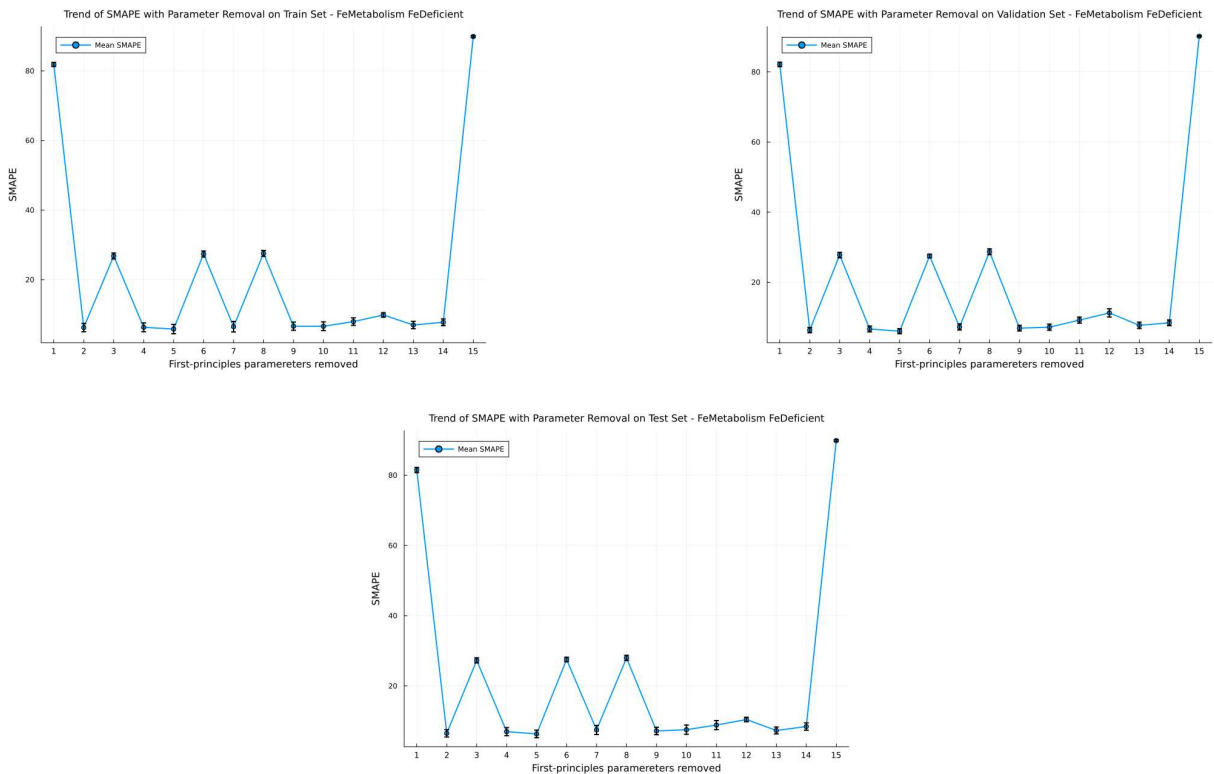 Trend of SMAPE with Parameter Removal on Train Set - FeMetabolism FeDeficient
Mean SMAPE
SMAPE
80
60
40
20
1 2 3 4 5 6 7 8 9 10 11 12 13 14 15
First-principles paramereters removed
Trend of SMAPE with Parameter Removal on Validation Set - FeMetabolism FeDeficient
Mean SMAPE
SMAPE
80
60
40
20
1 2 3 4 5 6 7 8 9 10 11 12 13 14 15
First-principles paramereters removed
Trend of SMAPE with Parameter Removal on Test Set - FeMetabolism FeDeficient
Mean SMAPE
SMAPE
80
60
40
20
1 2 3 4 5 6 7 8 9 10 11 12 13 14 15
First-principles paramereters removed